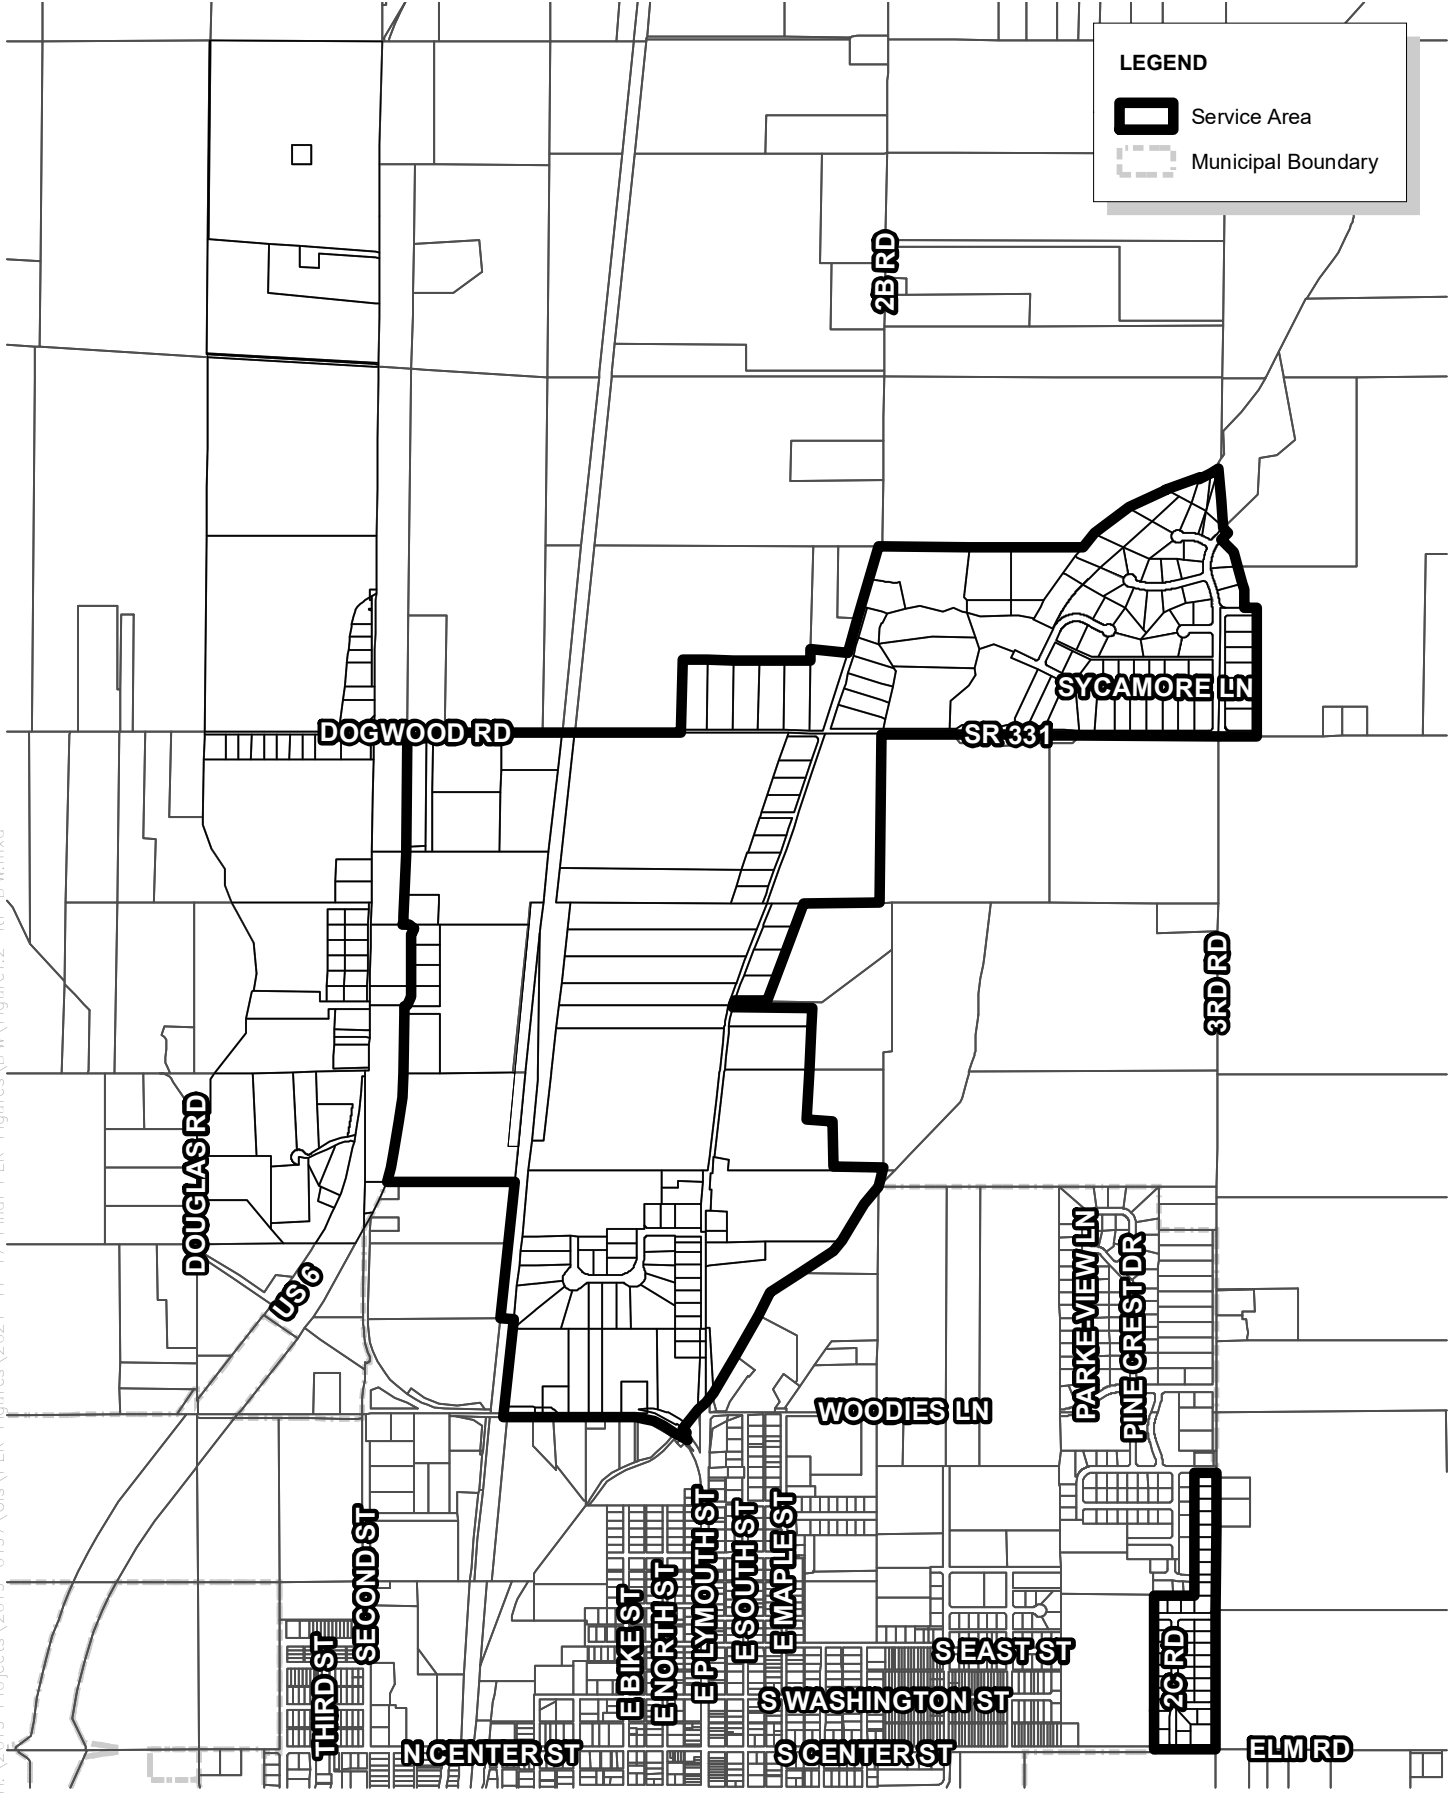 LEGEND
Service Area
Municipal Boundary
2B RD
SYCAMORE LN
DOGWOOD RD
SR 331
3RD RD
DOUGLAS RD
US 6
PARKE-VIEW LN
PINE CREST DR
WOODIES LN
SECOND ST
THIRD ST
E BIKE ST
E NORTH ST
E PLYMOUTH ST
E SOUTH ST
E MAPLE ST
S EAST ST
2C RD
S WASHINGTON ST
N CENTER ST
S CENTER ST
ELM RD